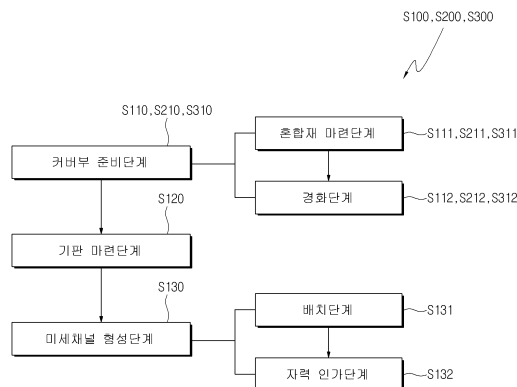 S100,S200,S300
S110,S210,S310
커버부 준비단계
혼합재 마련단계
S111,S211,S311
경화단계
S112,S212,S312
S120
기판 마련단계
S130
미세채널 형성단계
배치단계
S131
자력 인가단계
S132